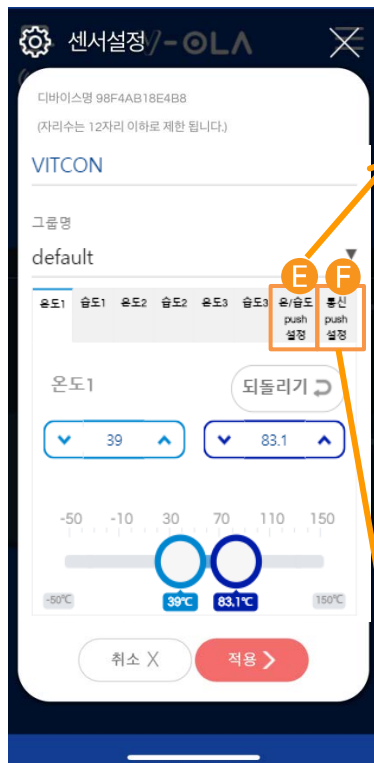 센서설정
V-OLA
디바이스명 98F4AB18E4B8
(자리수는 12자리 이하로 제한 됩니다.)
VITCON
그룹명
default
E F
온도1 습도1 온도2 습도2 온도3 습도3 온/습도 push 설정 통신 push 설정
온도1
되돌리기
39
83.1
-50 -10 30 70 110 150
-50℃ 39℃ 83.1℃ 150℃
취소 X
적용